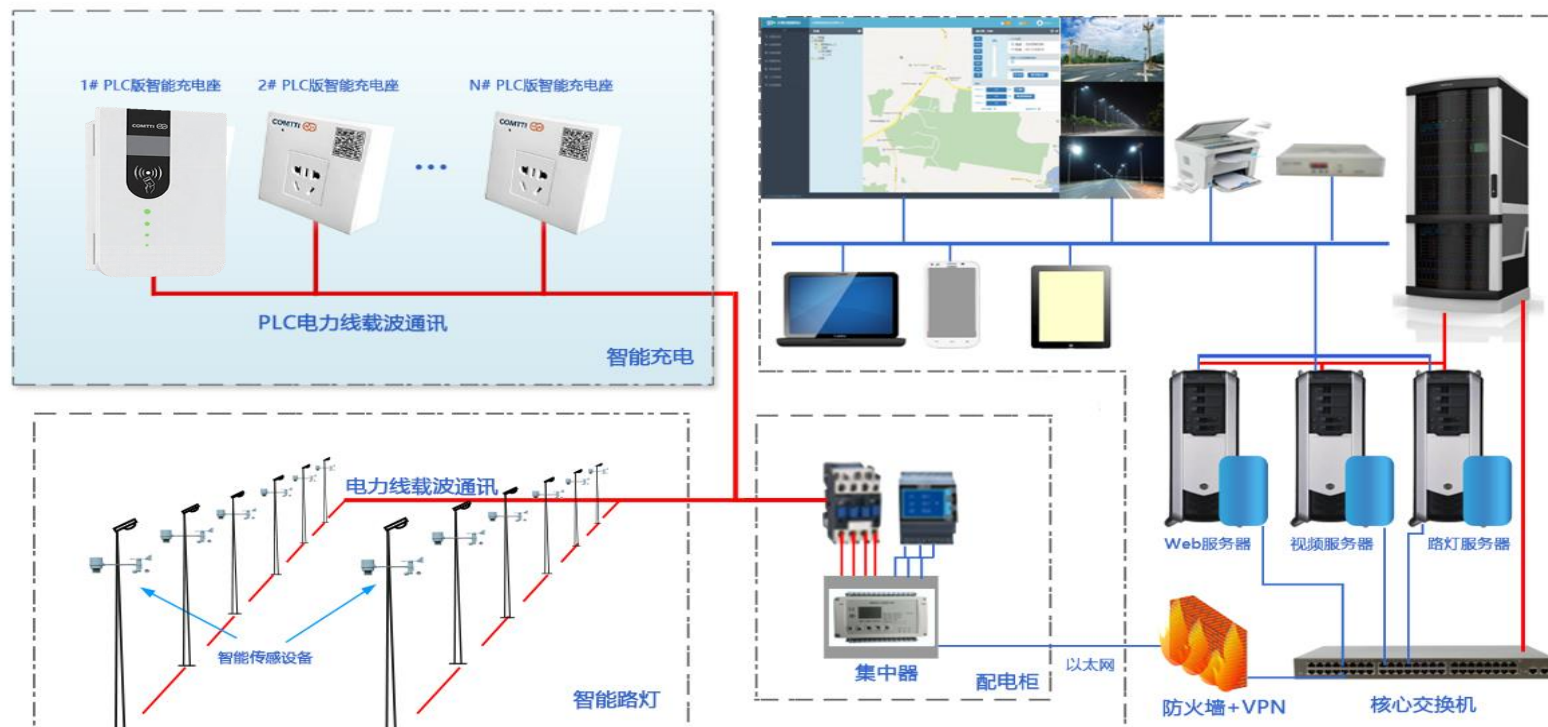 1# PLC版智能充电座
2# PLC版智能充电座
N# PLC版智能充电座
COMTTI
COMTTI
COMTTI
PLC电力线载波通讯
智能充电
电力线载波通讯
智能传感设备
智能路灯
集中器
配电柜
以太网
Web服务器
视频服务器
路灯服务器
防火墙+VPN
核心交换机